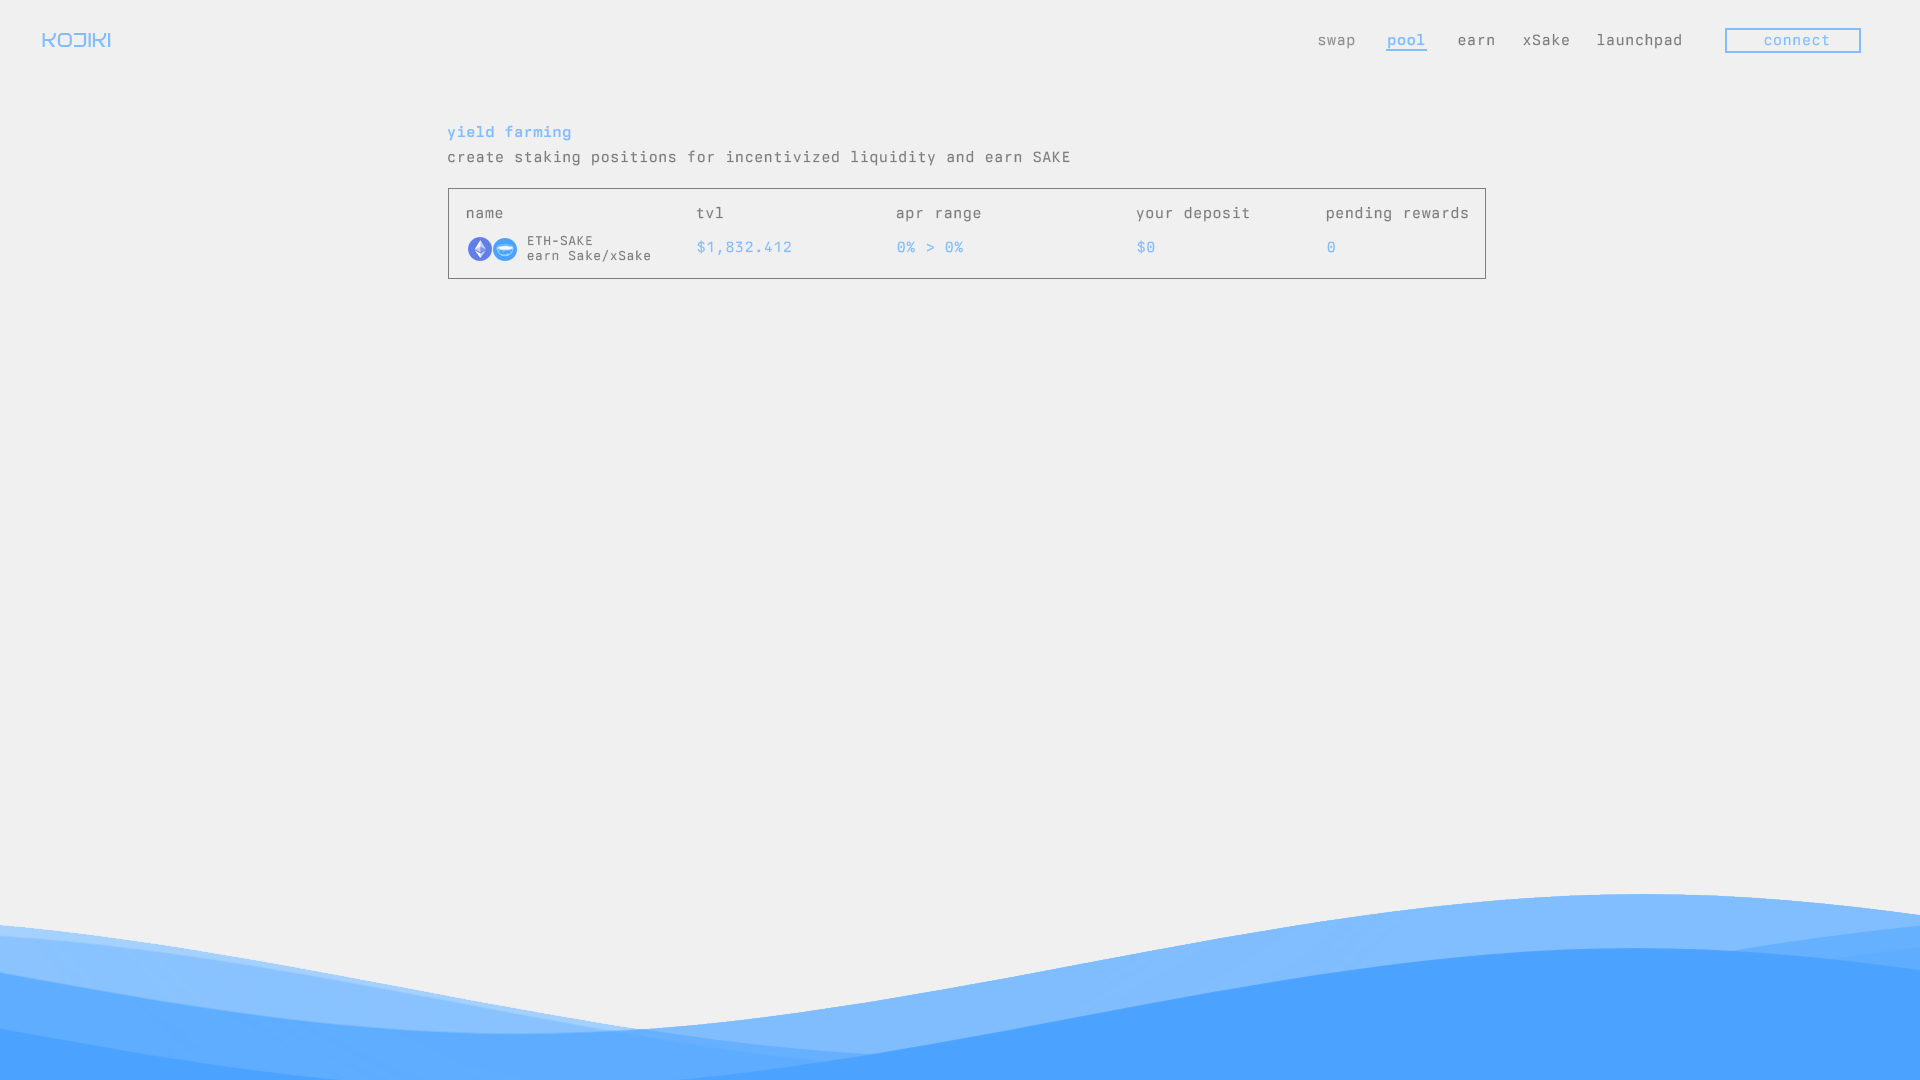 KOJIKI
swap pool earn xSake launchpad connect
yield farming
create staking positions for incentivized liquidity and earn SAKE
name tvl apr range your deposit pending rewards
ETH-SAKE
earn Sake/xSake
$1,832.412 0% > 0% $0 0